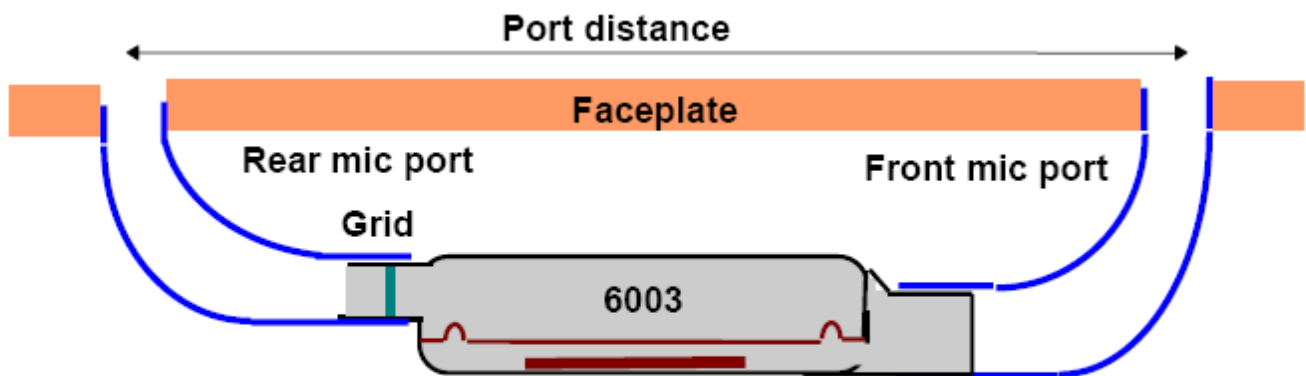 Port distance
Faceplate
Rear mic port
Front mic port
Grid
6003